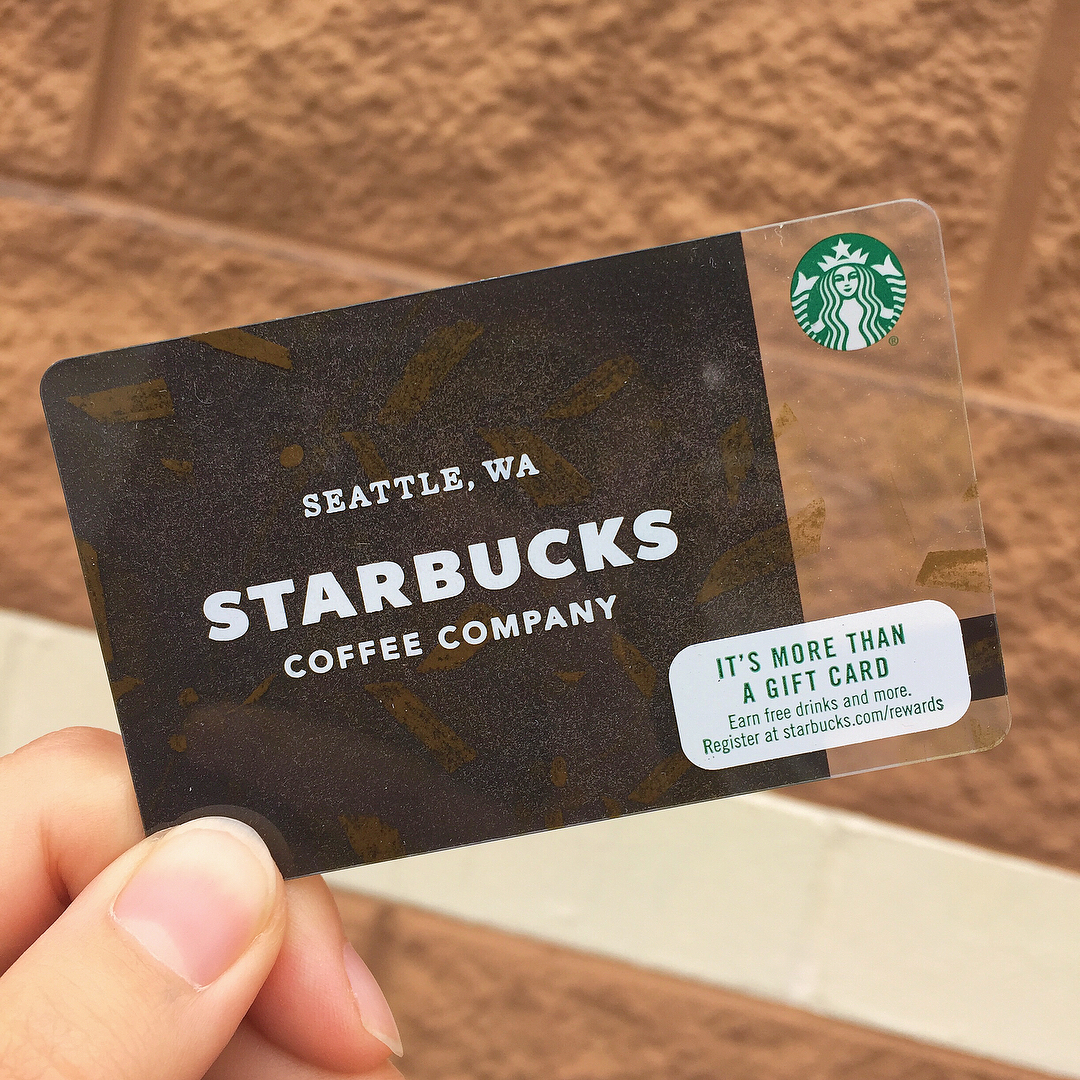 SEATTLE, WA
STARBUCKS
COFFEE COMPANY
IT'S MORE THAN
A GIFT CARD
Earn free drinks and more.
Register at starbucks.com/rewards
®